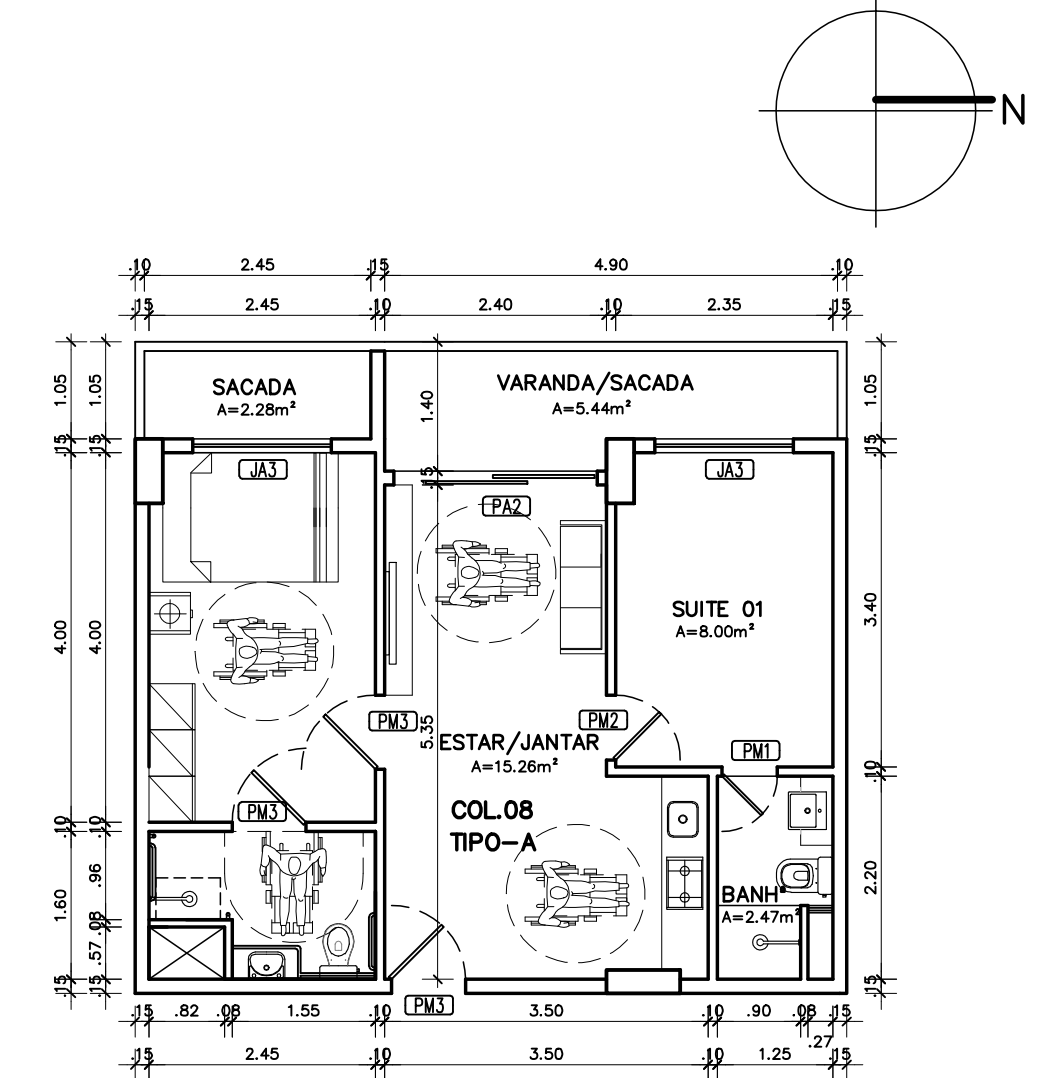 N
.10 2.45 .15 4.90 .10
.15 2.45 .10 2.40 .10 2.35 .15
SACADA
A=2.28m²
VARANDA/SACADA
A=5.44m²
1.05
1.05
1.40
1.05
.15
.15
.15
.15
JA3
JA3
PA2
4.00
4.00
3.40
SUITE 01
A=8.00m²
PM3
PM2
5.35
ESTAR/JANTAR
A=15.26m²
PM1
.10
COL.08
TIPO-A
PM3
.10
.10
1.60
.96
.08
.57
2.20
BANHº
A=2.47m²
.15
.15
.15
PM3
.15 .82 .08 1.55 .10 3.50 .10 .90 .08 .15
.27
.15 2.45 .10 3.50 .10 1.25 .15